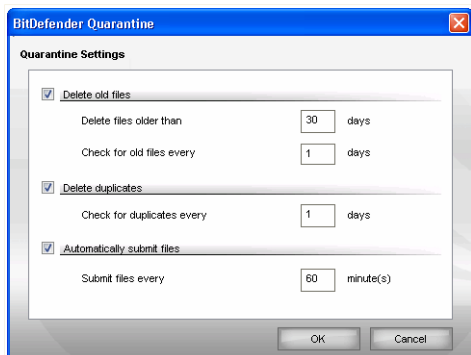 BitDefender Quarantine
Quarantine Settings
Delete old files
Delete files older than 30 days
Check for old files every 1 days
Delete duplicates
Check for duplicates every 1 days
Automatically submit files
Submit files every 60 minute(s)
OK Cancel